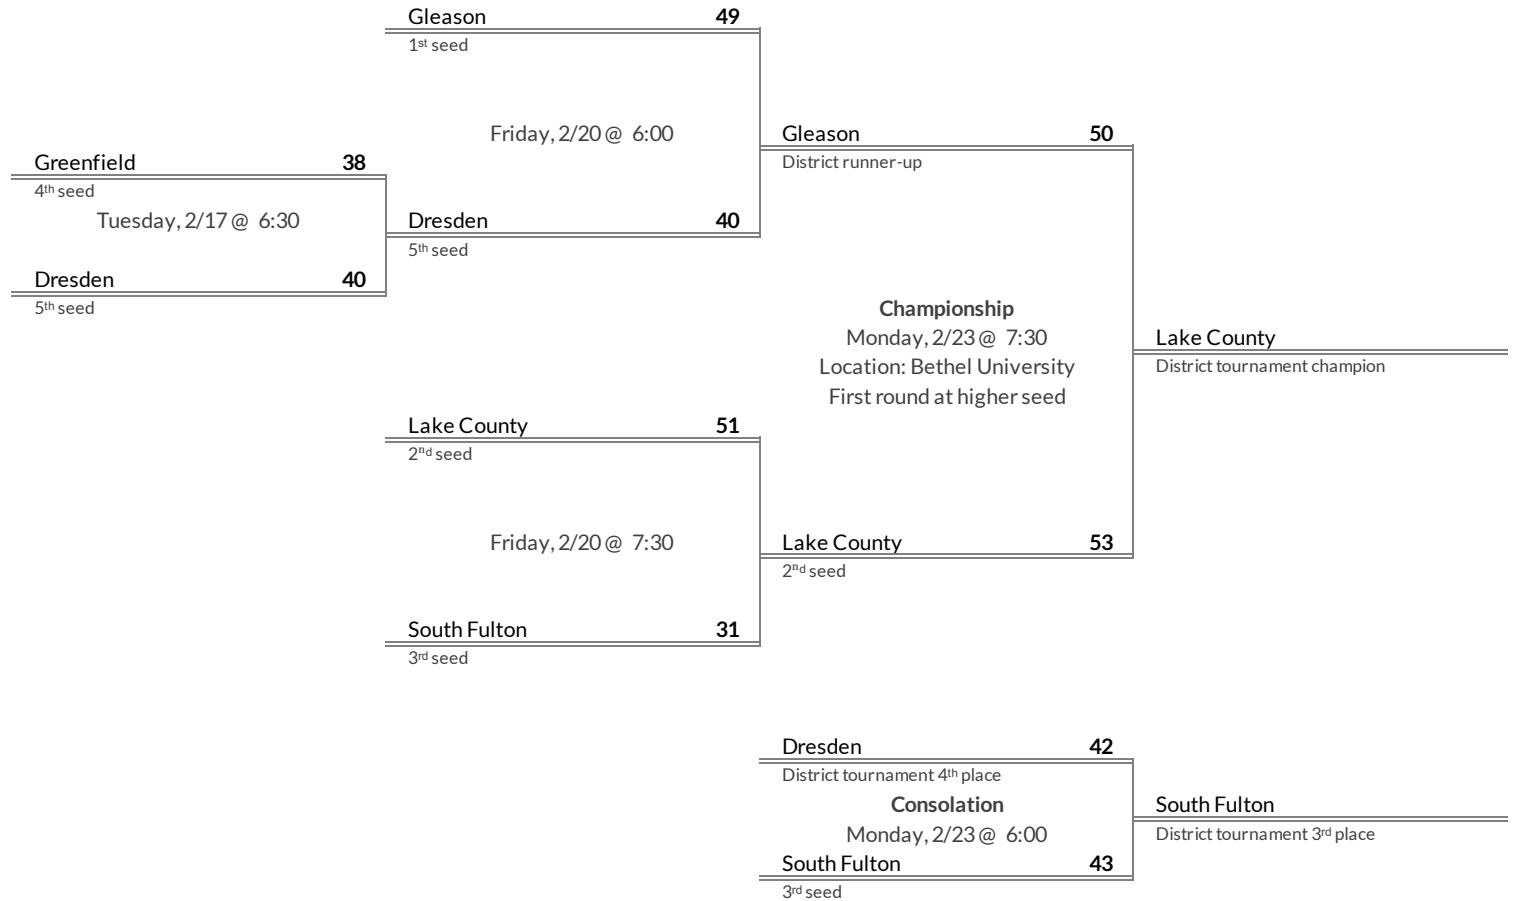 Gleason 49
1st seed
Friday, 2/20 @ 6:00
Gleason 50
District runner-up
Greenfield 38
4th seed
Tuesday, 2/17 @ 6:30
Dresden 40
5th seed
Dresden 40
5th seed
Championship
Monday, 2/23 @ 7:30
Location: Bethel University
First round at higher seed
Lake County
District tournament champion
Lake County 51
2nd seed
Friday, 2/20 @ 7:30
Lake County 53
2nd seed
South Fulton 31
3rd seed
Dresden 42
District tournament 4th place
Consolation
Monday, 2/23 @ 6:00
South Fulton
District tournament 3rd place
South Fulton 43
3rd seed